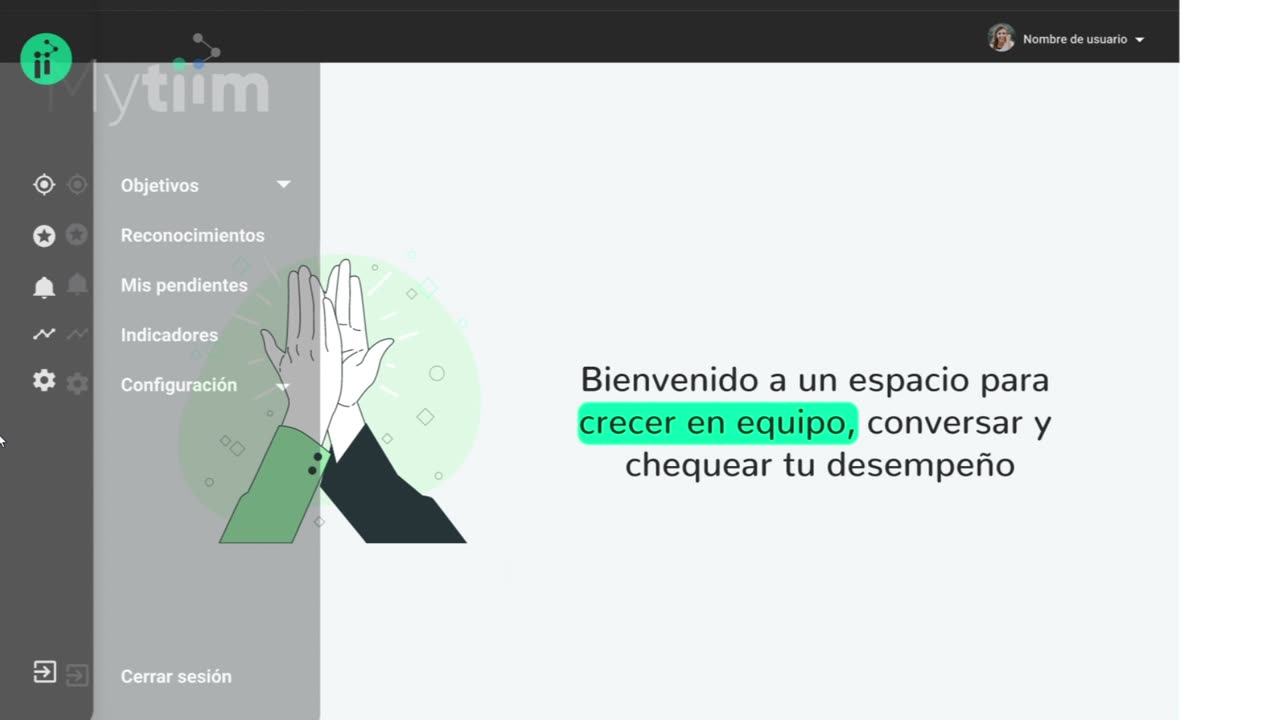 Nombre de usuario
Mytiim
Objetivos
Reconocimientos
Mis pendientes
Indicadores
Configuración
Bienvenido a un espacio para
crecer en equipo, conversar y
chequear tu desempeño
Cerrar sesión